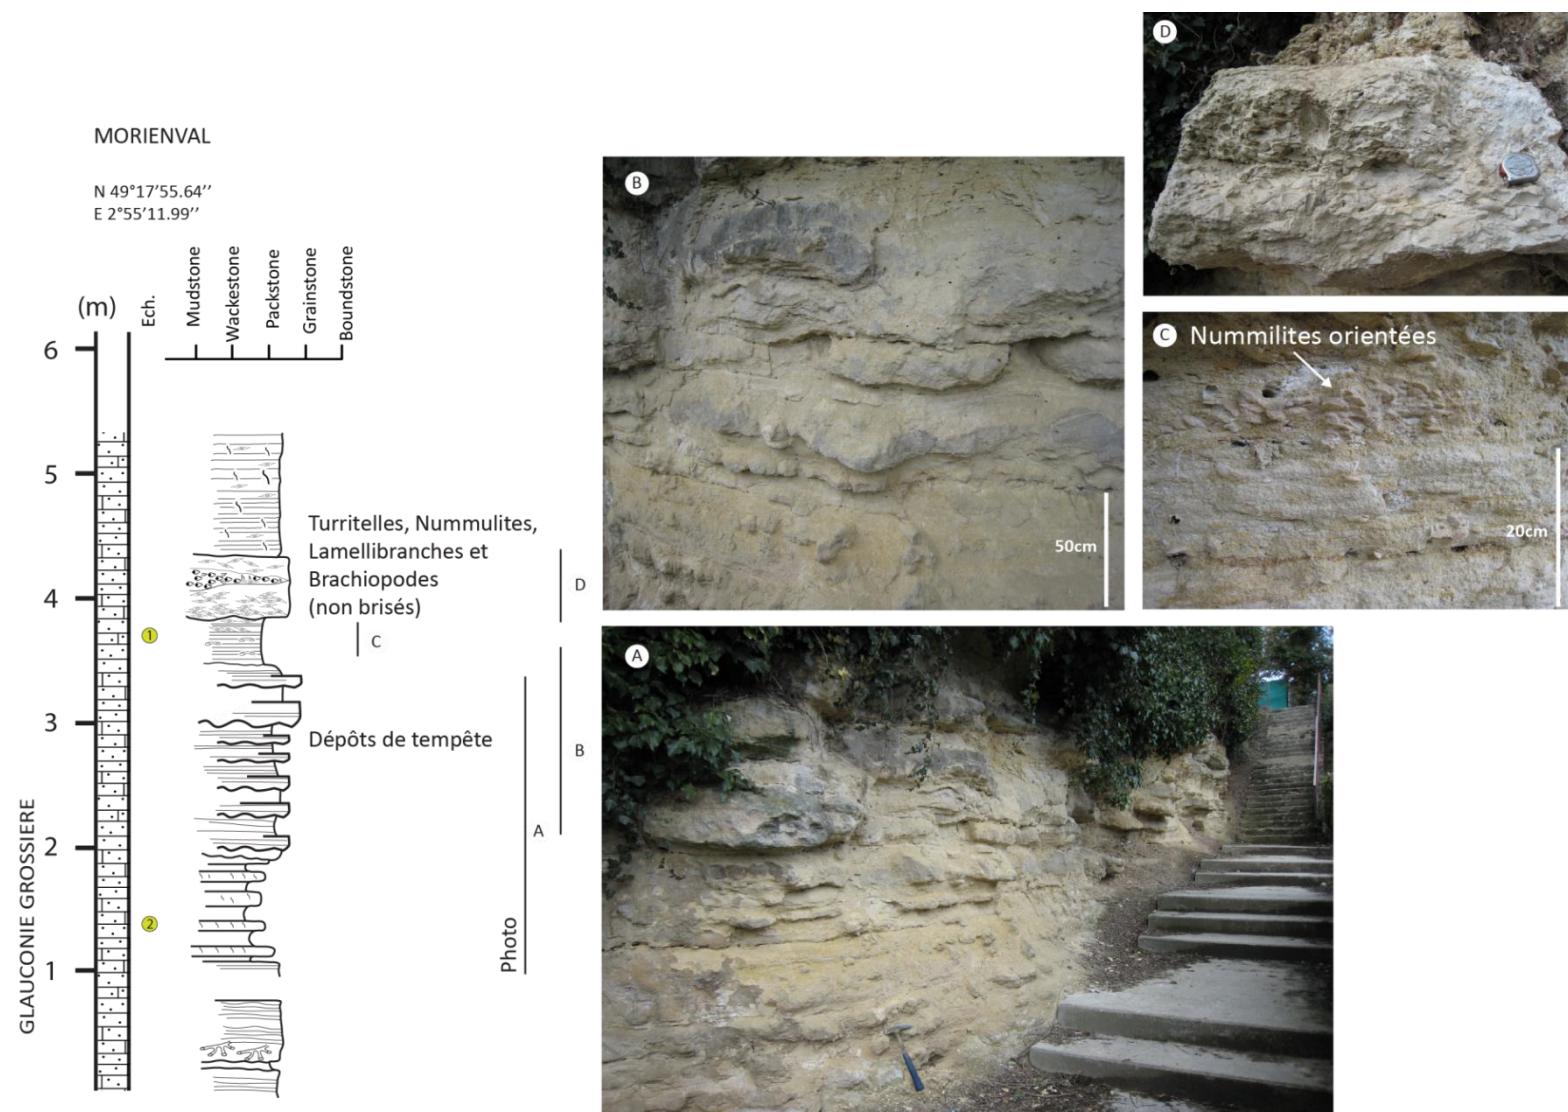 MORIENVAL
N 49°17’55.64’’
E 2°55’11.99’’
(m)
Ech.
Mudstone
Wackestone
Packstone
Grainstone
Boundstone
6
5
4
3
2
1
1
2
GLAUCONIE GROSSIERE
Turritelles, Nummulites,
Lamellibranches et
Brachiopodes
(non brisés)
Dépôts de tempête
D
C
B
A
Photo
B
50cm
D
C
Nummilites orientées
20cm
A